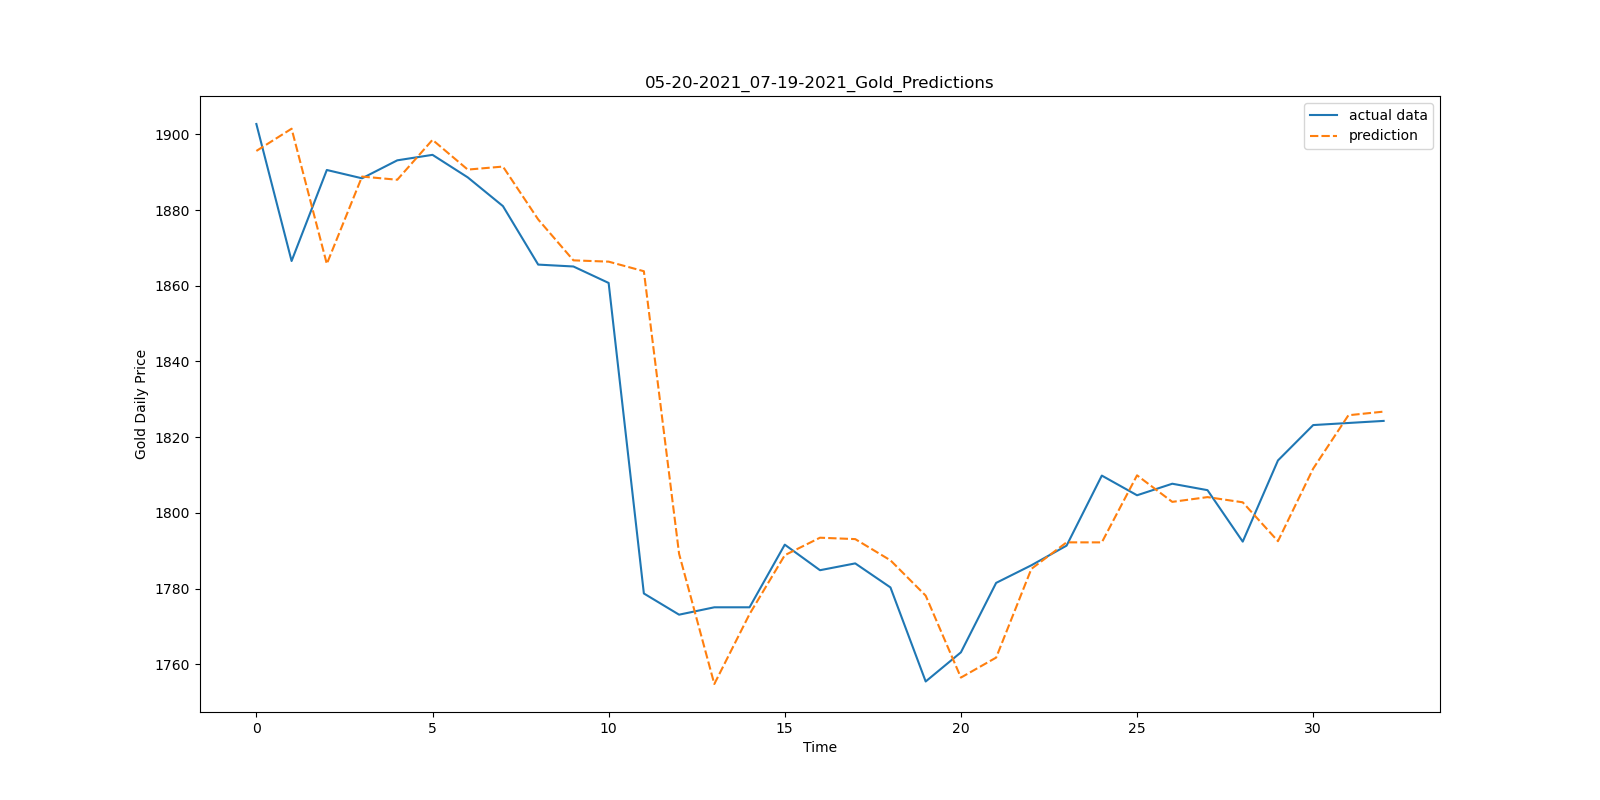 05-20-2021_07-19-2021_Gold_Predictions
actual data
prediction
Gold Daily Price
1900
1880
1860
1840
1820
1800
1780
1760
0 5 10 15 20 25 30
Time